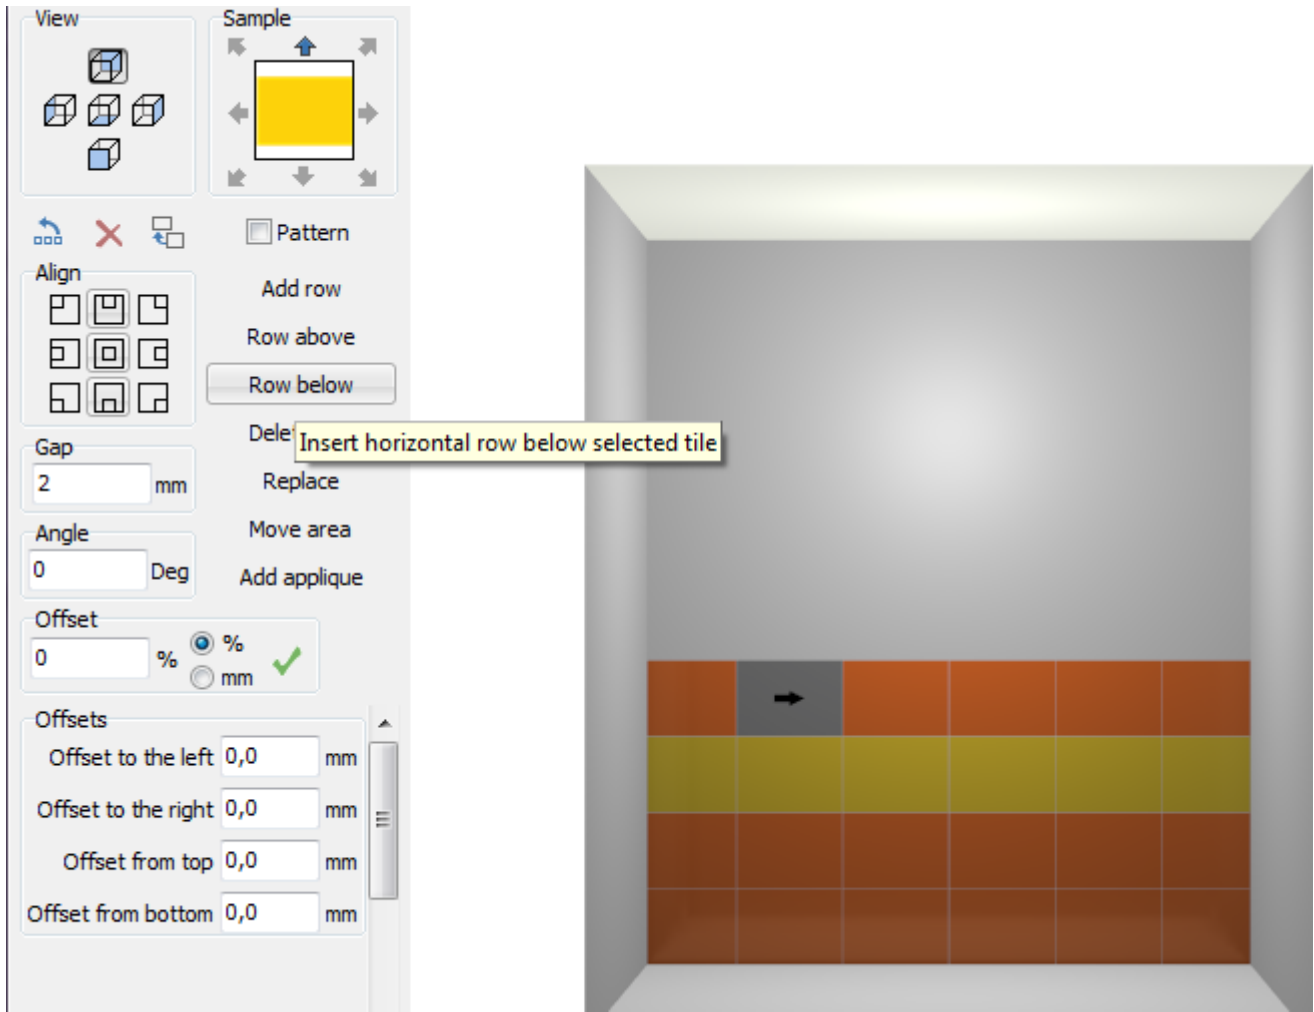 View
Sample
Pattern
Align
Add row
Row above
Row below
Insert horizontal row below selected tile
Gap
2 mm
Replace
Move area
Angle
0 Deg
Add applique
Offset
0 %
%
mm
Offsets
Offset to the left 0,0 mm
Offset to the right 0,0 mm
Offset from top 0,0 mm
Offset from bottom 0,0 mm